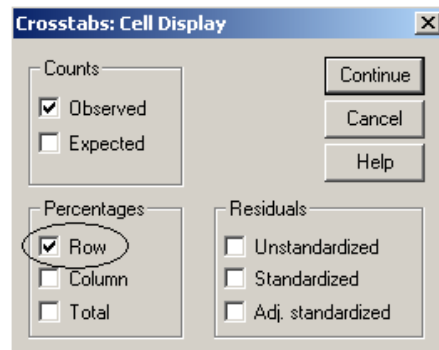 Crosstabs: Cell Display
Counts
Observed
Expected
Continue
Cancel
Help
Percentages
Row
Column
Total
Residuals
Unstandardized
Standardized
Adj. standardized